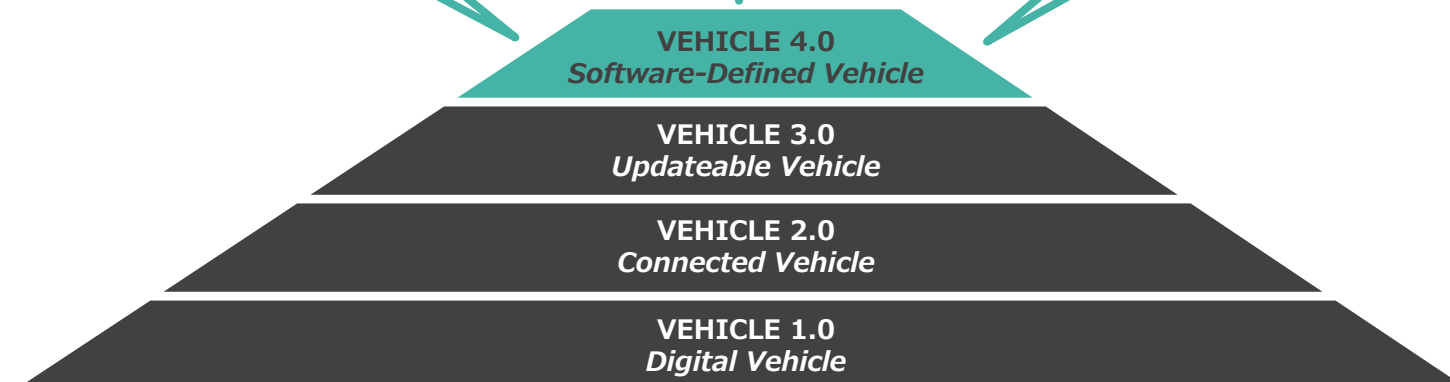 VEHICLE 4.0
Software-Defined Vehicle
VEHICLE 3.0
Updateable Vehicle
VEHICLE 2.0
Connected Vehicle
VEHICLE 1.0
Digital Vehicle